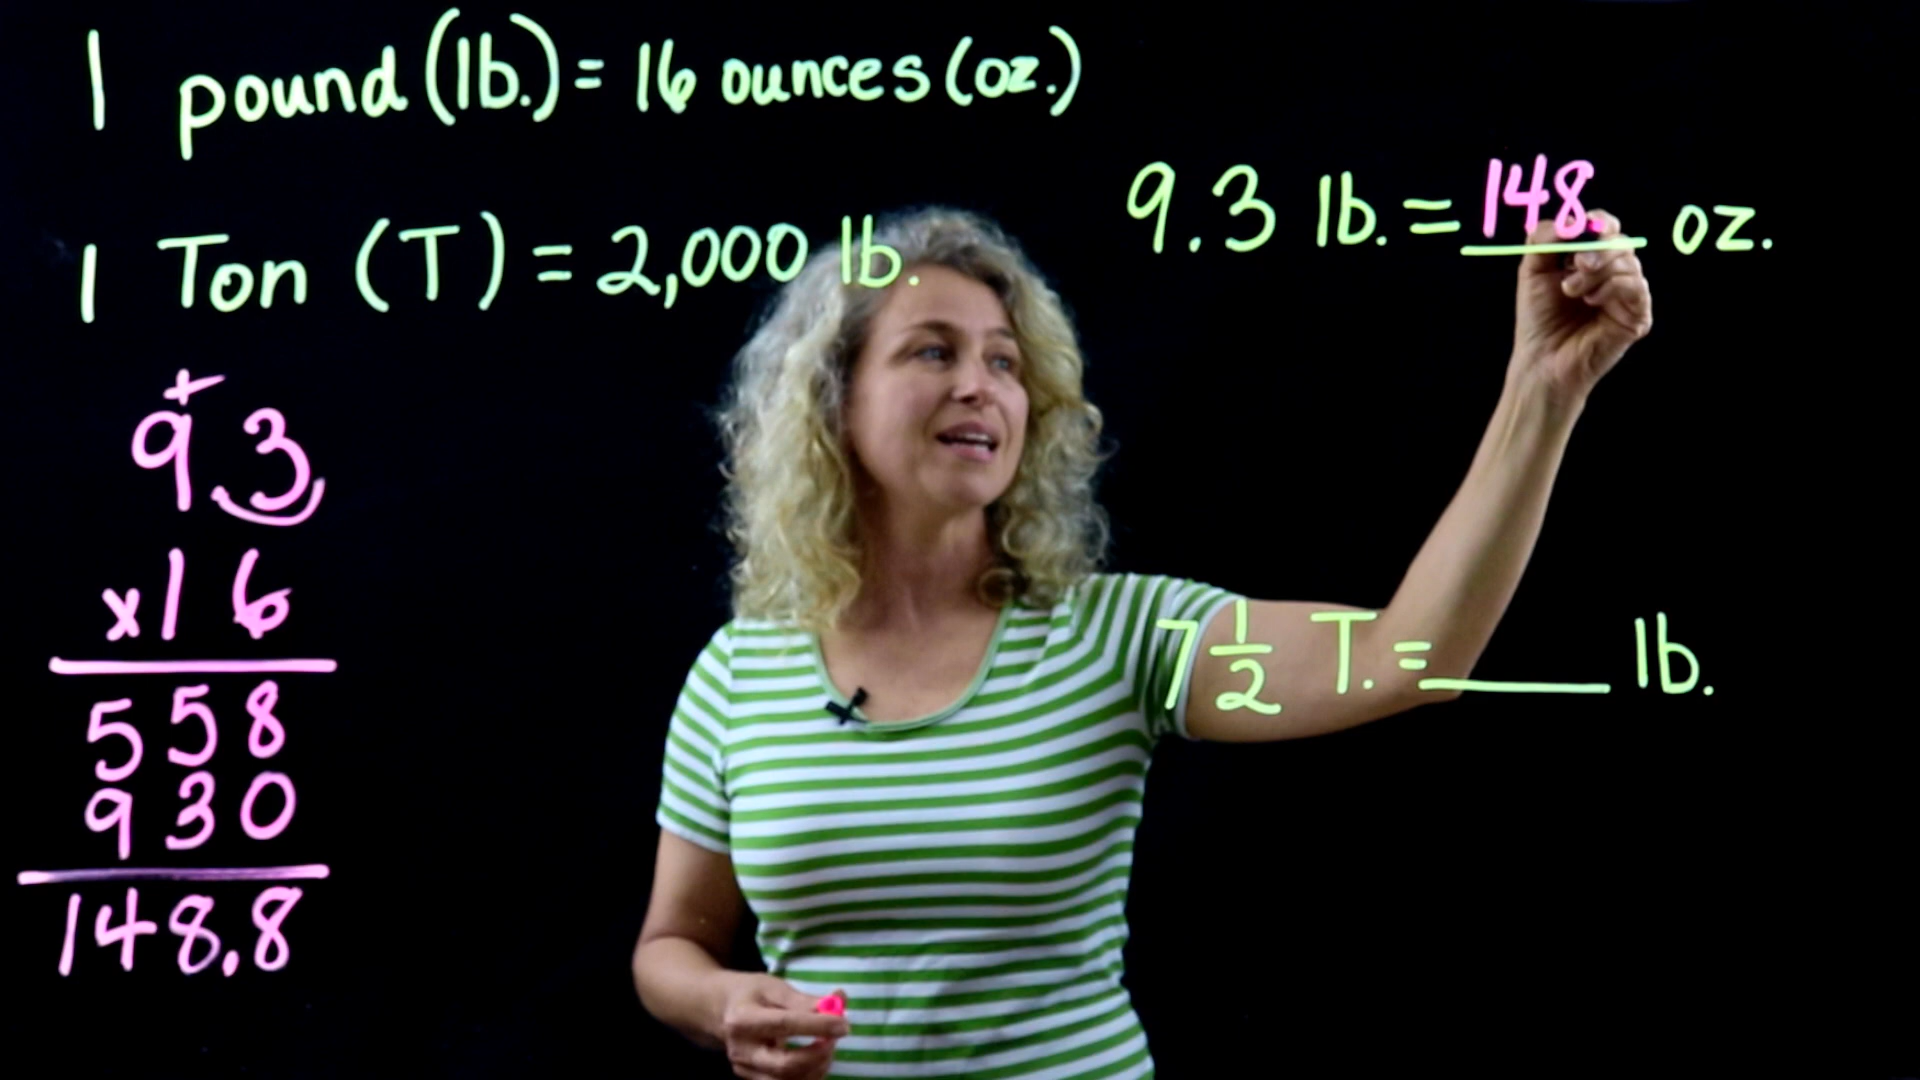 1 pound (lb.) = 16 ounces (oz.)
1 Ton (T) = 2,000 lb.
9.3 lb. = 148. oz.
7 1/2 T. = ___ lb.
+
9.3
x16
558
930
148.8